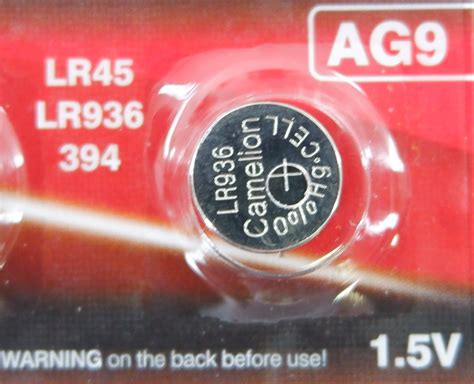 AG9
LR45
LR936
394
LR936
Camelion
0%Hg.CELL
WARNING on the back before use!
1.5V